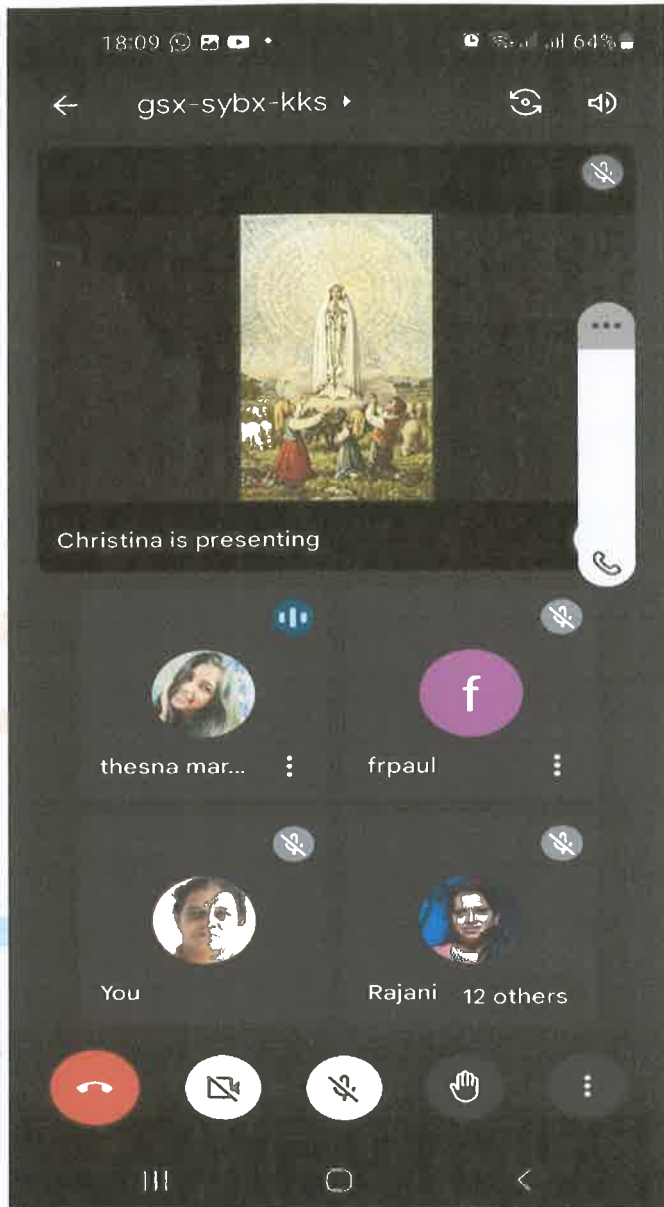 18:09 64%
gsx-sybx-kks
Christina is presenting
thesna mar... frpaul
f
You Rajani 12 others